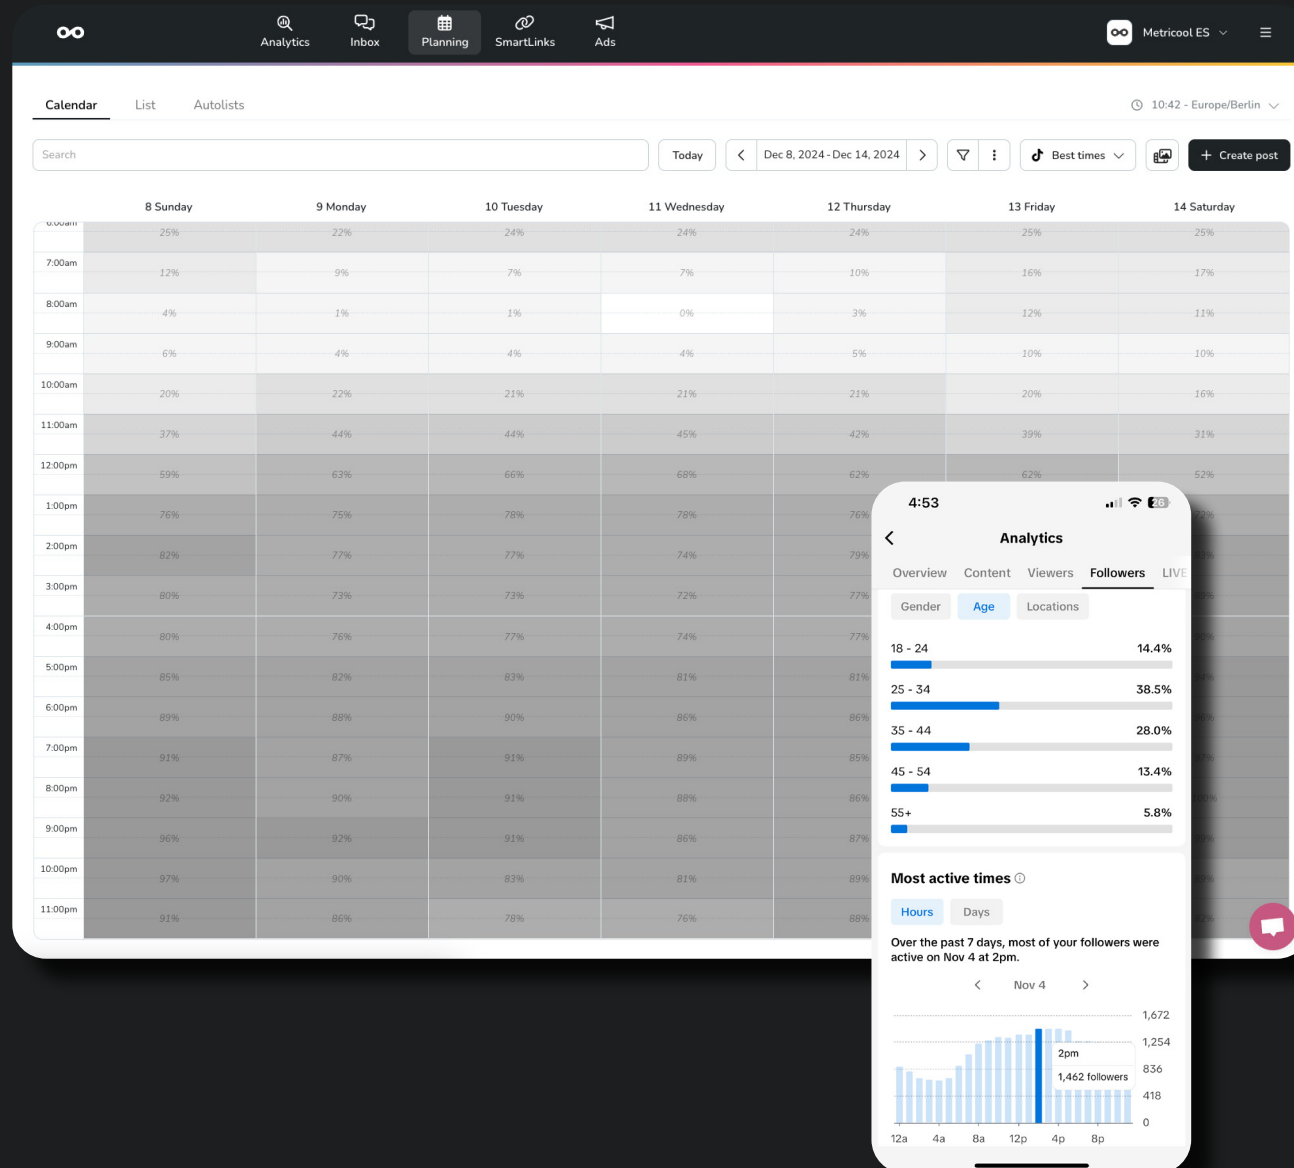 Analytics Inbox Planning SmartLinks Ads Metricool ES
Calendar List Autolists 10:42 - Europe/Berlin
Search Today Dec 8, 2024 - Dec 14, 2024 Best times + Create post
8 Sunday 9 Monday 10 Tuesday 11 Wednesday 12 Thursday 13 Friday 14 Saturday
6:00am 25% 22% 24% 24% 24% 25% 25%
7:00am 12% 9% 7% 7% 10% 16% 17%
8:00am 4% 1% 1% 0% 3% 12% 11%
9:00am 6% 4% 4% 4% 5% 10% 10%
10:00am 20% 22% 21% 21% 21% 20% 16%
11:00am 37% 44% 44% 45% 42% 39% 31%
12:00pm 59% 63% 66% 68% 62% 62% 52%
1:00pm 76% 75% 78% 78% 76%
2:00pm 82% 77% 77% 74% 79%
3:00pm 80% 73% 73% 72% 77%
4:00pm 80% 76% 77% 74% 77%
5:00pm 85% 82% 83% 81% 81%
6:00pm 89% 88% 90% 86% 86%
7:00pm 91% 87% 91% 89% 85%
8:00pm 92% 90% 91% 88% 86%
9:00pm 96% 92% 91% 86% 87%
10:00pm 97% 90% 83% 81% 89%
11:00pm 91% 86% 78% 76% 88%
4:53 26
Analytics
Overview Content Viewers Followers LIVE
Gender Age Locations
18 - 24 14.4%
25 - 34 38.5%
35 - 44 28.0%
45 - 54 13.4%
55+ 5.8%
Most active times
Hours Days
Over the past 7 days, most of your followers were
active on Nov 4 at 2pm.
Nov 4
1,672
1,254
2pm
836
1,462 followers
418
0
12a 4a 8a 12p 4p 8p